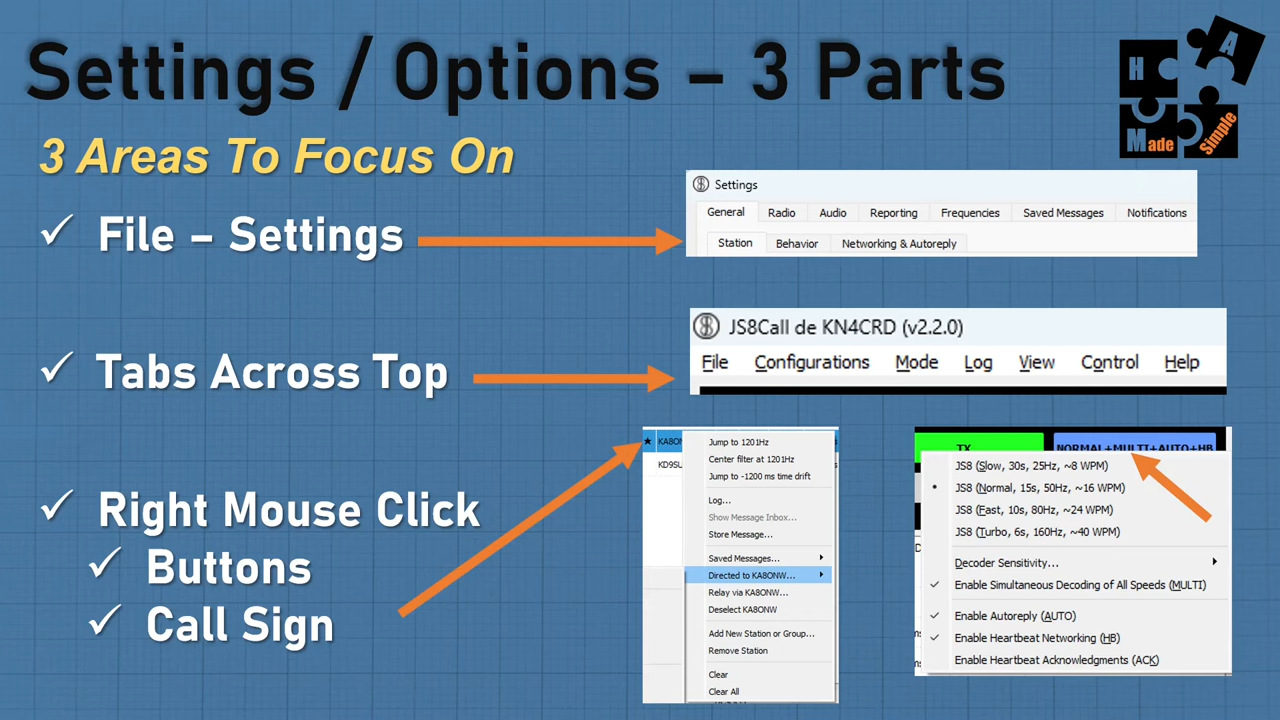 Settings / Options – 3 Parts
H
A
Made
Simple
3 Areas To Focus On
✓ File – Settings
Settings
General Radio Audio Reporting Frequencies Saved Messages Notifications
Station Behavior Networking & Autoreply
✓ Tabs Across Top
JS8Call de KN4CRD (v2.2.0)
File Configurations Mode Log View Control Help
✓ Right Mouse Click
✓ Buttons
✓ Call Sign
★ KA8ON
KD9SU
Jump to 1201Hz
Center filter at 1201Hz
Jump to -1200 ms time drift
Log...
Show Message Inbox...
Store Message...
Saved Messages...
Directed to KA8ONW...
Relay via KA8ONW...
Deselect KA8ONW
Add New Station or Group...
Remove Station
Clear
Clear All
TX NORMAL+MULTI+AUTO+HB
JS8 (Slow, 30s, 25Hz, ~8 WPM)
• JS8 (Normal, 15s, 50Hz, ~16 WPM)
JS8 (Fast, 10s, 80Hz, ~24 WPM)
JS8 (Turbo, 6s, 160Hz, ~40 WPM)
Decoder Sensitivity...
✓ Enable Simultaneous Decoding of All Speeds (MULTI)
✓ Enable Autoreply (AUTO)
✓ Enable Heartbeat Networking (HB)
Enable Heartbeat Acknowledgments (ACK)